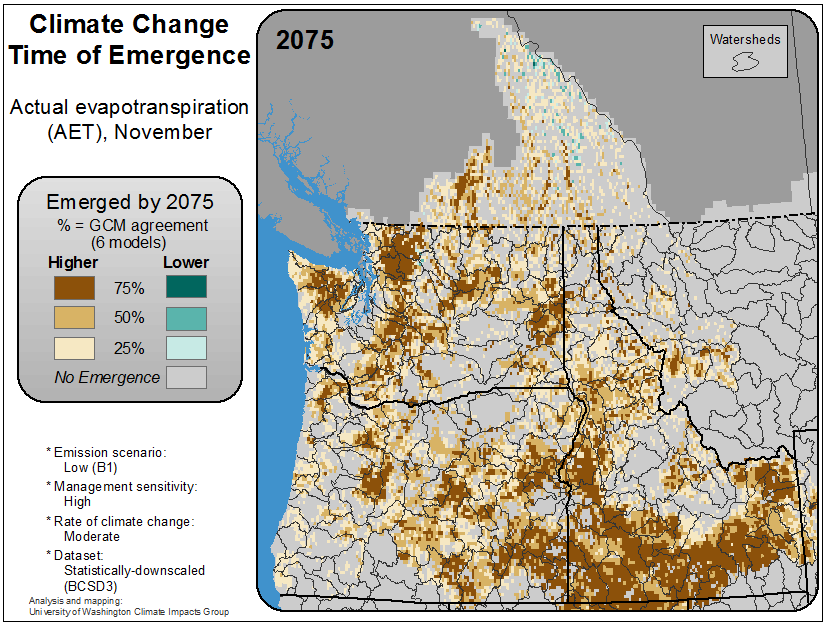 Climate Change
Time of Emergence
Actual evapotranspiration
(AET), November
Emerged by 2075
% = GCM agreement
(6 models)
Higher Lower
75%
50%
25%
No Emergence
* Emission scenario:
Low (B1)
* Management sensitivity:
High
* Rate of climate change:
Moderate
* Dataset:
Statistically-downscaled
(BCSD3)
Analysis and mapping:
University of Washington Climate Impacts Group
2075
Watersheds